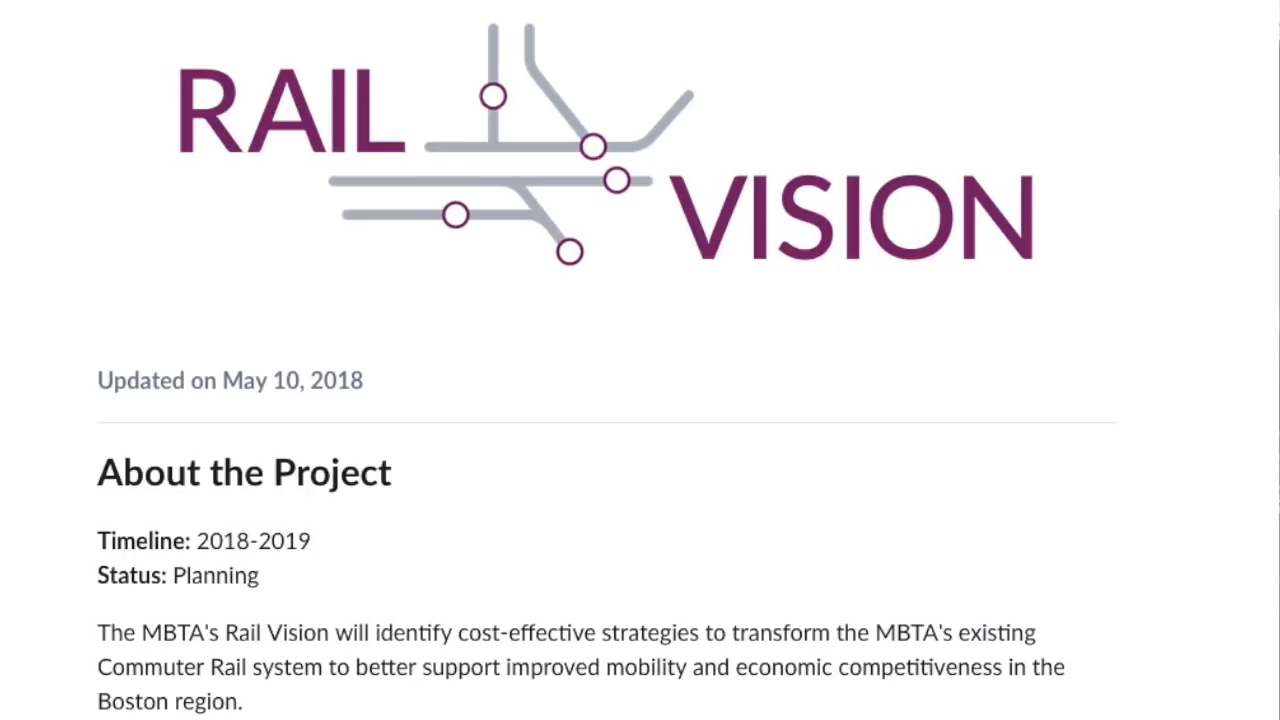 RAIL
VISION
Updated on May 10, 2018
About the Project
Timeline: 2018-2019
Status: Planning
The MBTA's Rail Vision will identify cost-effective strategies to transform the MBTA's existing
Commuter Rail system to better support improved mobility and economic competitiveness in the
Boston region.